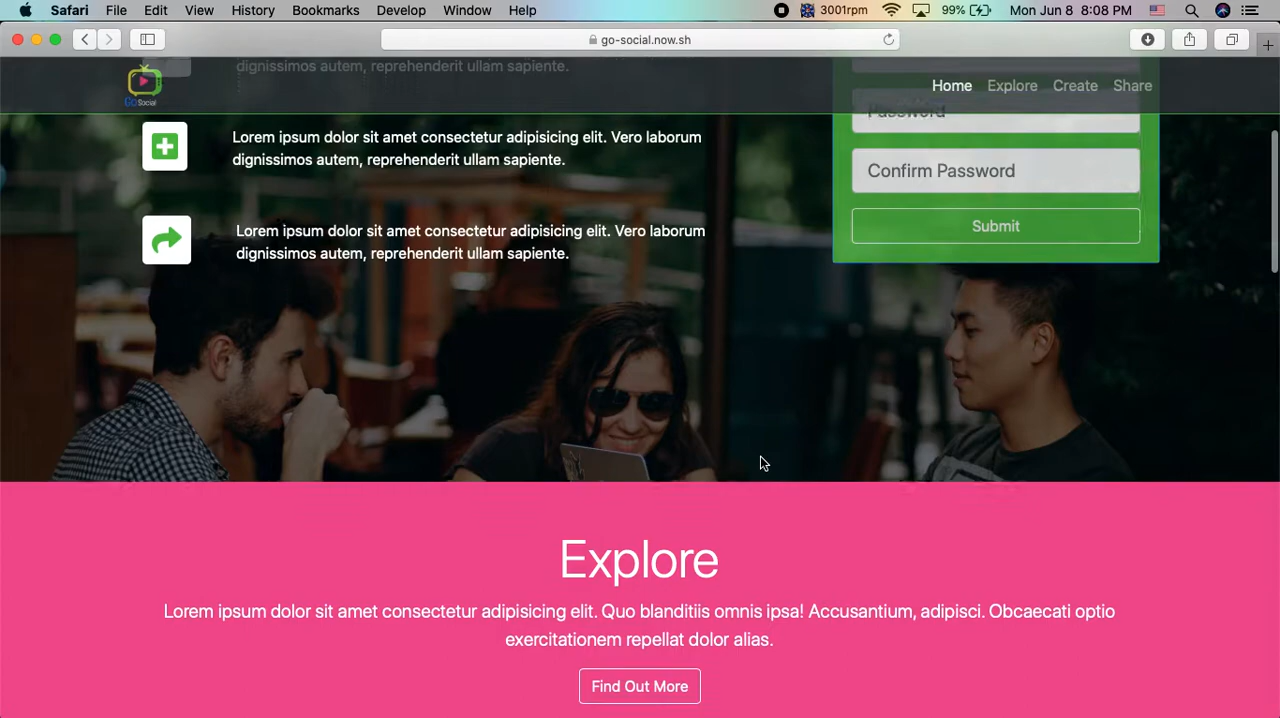 Safari File Edit View History Bookmarks Develop Window Help 3001rpm 99% Mon Jun 8 8:08 PM
go-social.now.sh
dignissimos autem, reprehenderit ullam sapiente.
GoSocial
Home Explore Create Share
Password
Lorem ipsum dolor sit amet consectetur adipisicing elit. Vero laborum
dignissimos autem, reprehenderit ullam sapiente.
Confirm Password
Submit
Lorem ipsum dolor sit amet consectetur adipisicing elit. Vero laborum
dignissimos autem, reprehenderit ullam sapiente.
Explore
Lorem ipsum dolor sit amet consectetur adipisicing elit. Quo blanditiis omnis ipsa! Accusantium, adipisci. Obcaecati optio
exercitationem repellat dolor alias.
Find Out More